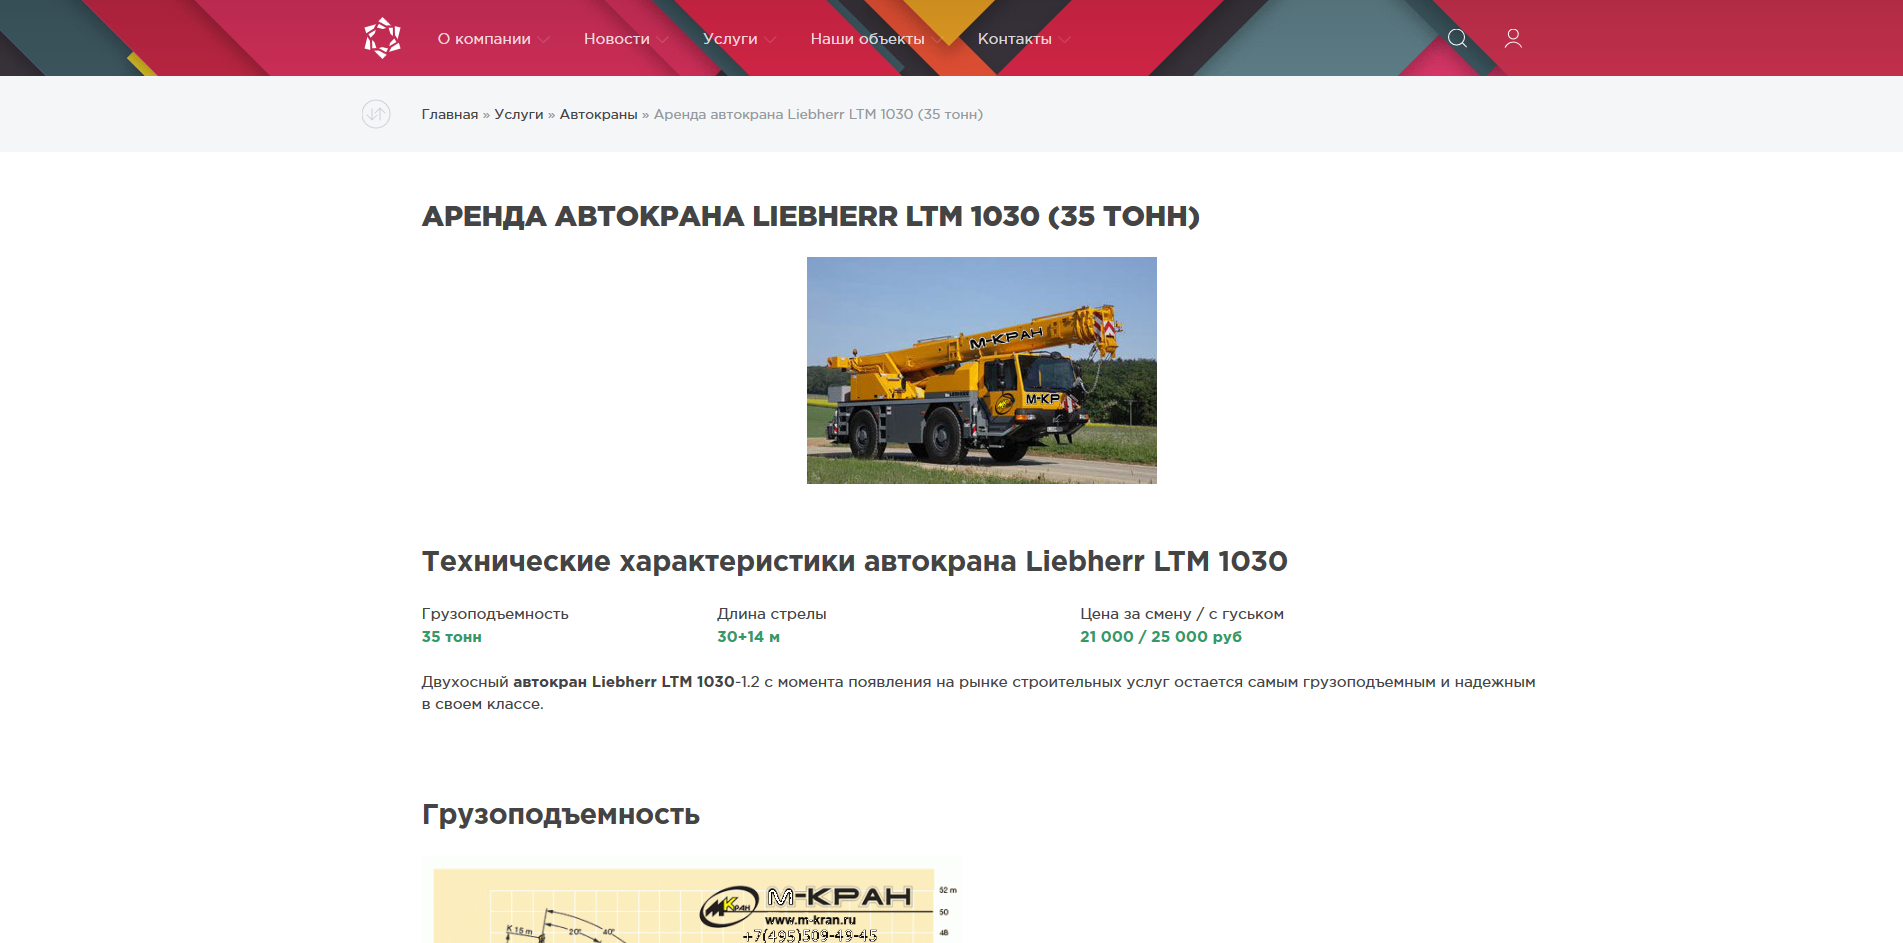 О компании
Новости
Услуги
Наши объекты
Контакты
Главная » Услуги » Автокраны » Аренда автокрана Liebherr LTM 1030 (35 тонн)
АРЕНДА АВТОКРАНА LIEBHERR LTM 1030 (35 ТОНН)
М-КРАН
М-КР
Технические характеристики автокрана Liebherr LTM 1030
Грузоподъемность
35 тонн
Длина стрелы
30+14 м
Цена за смену / с гуськом
21 000 / 25 000 руб
Двухосный автокран Liebherr LTM 1030-1.2 с момента появления на рынке строительных услуг остается самым грузоподъемным и надежным
в своем классе.
Грузоподъемность
МКРАН
М-КРАН
www.m-kran.ru
+7(495)509-49-45
52 m
50
48
K 15 m
20°
40°